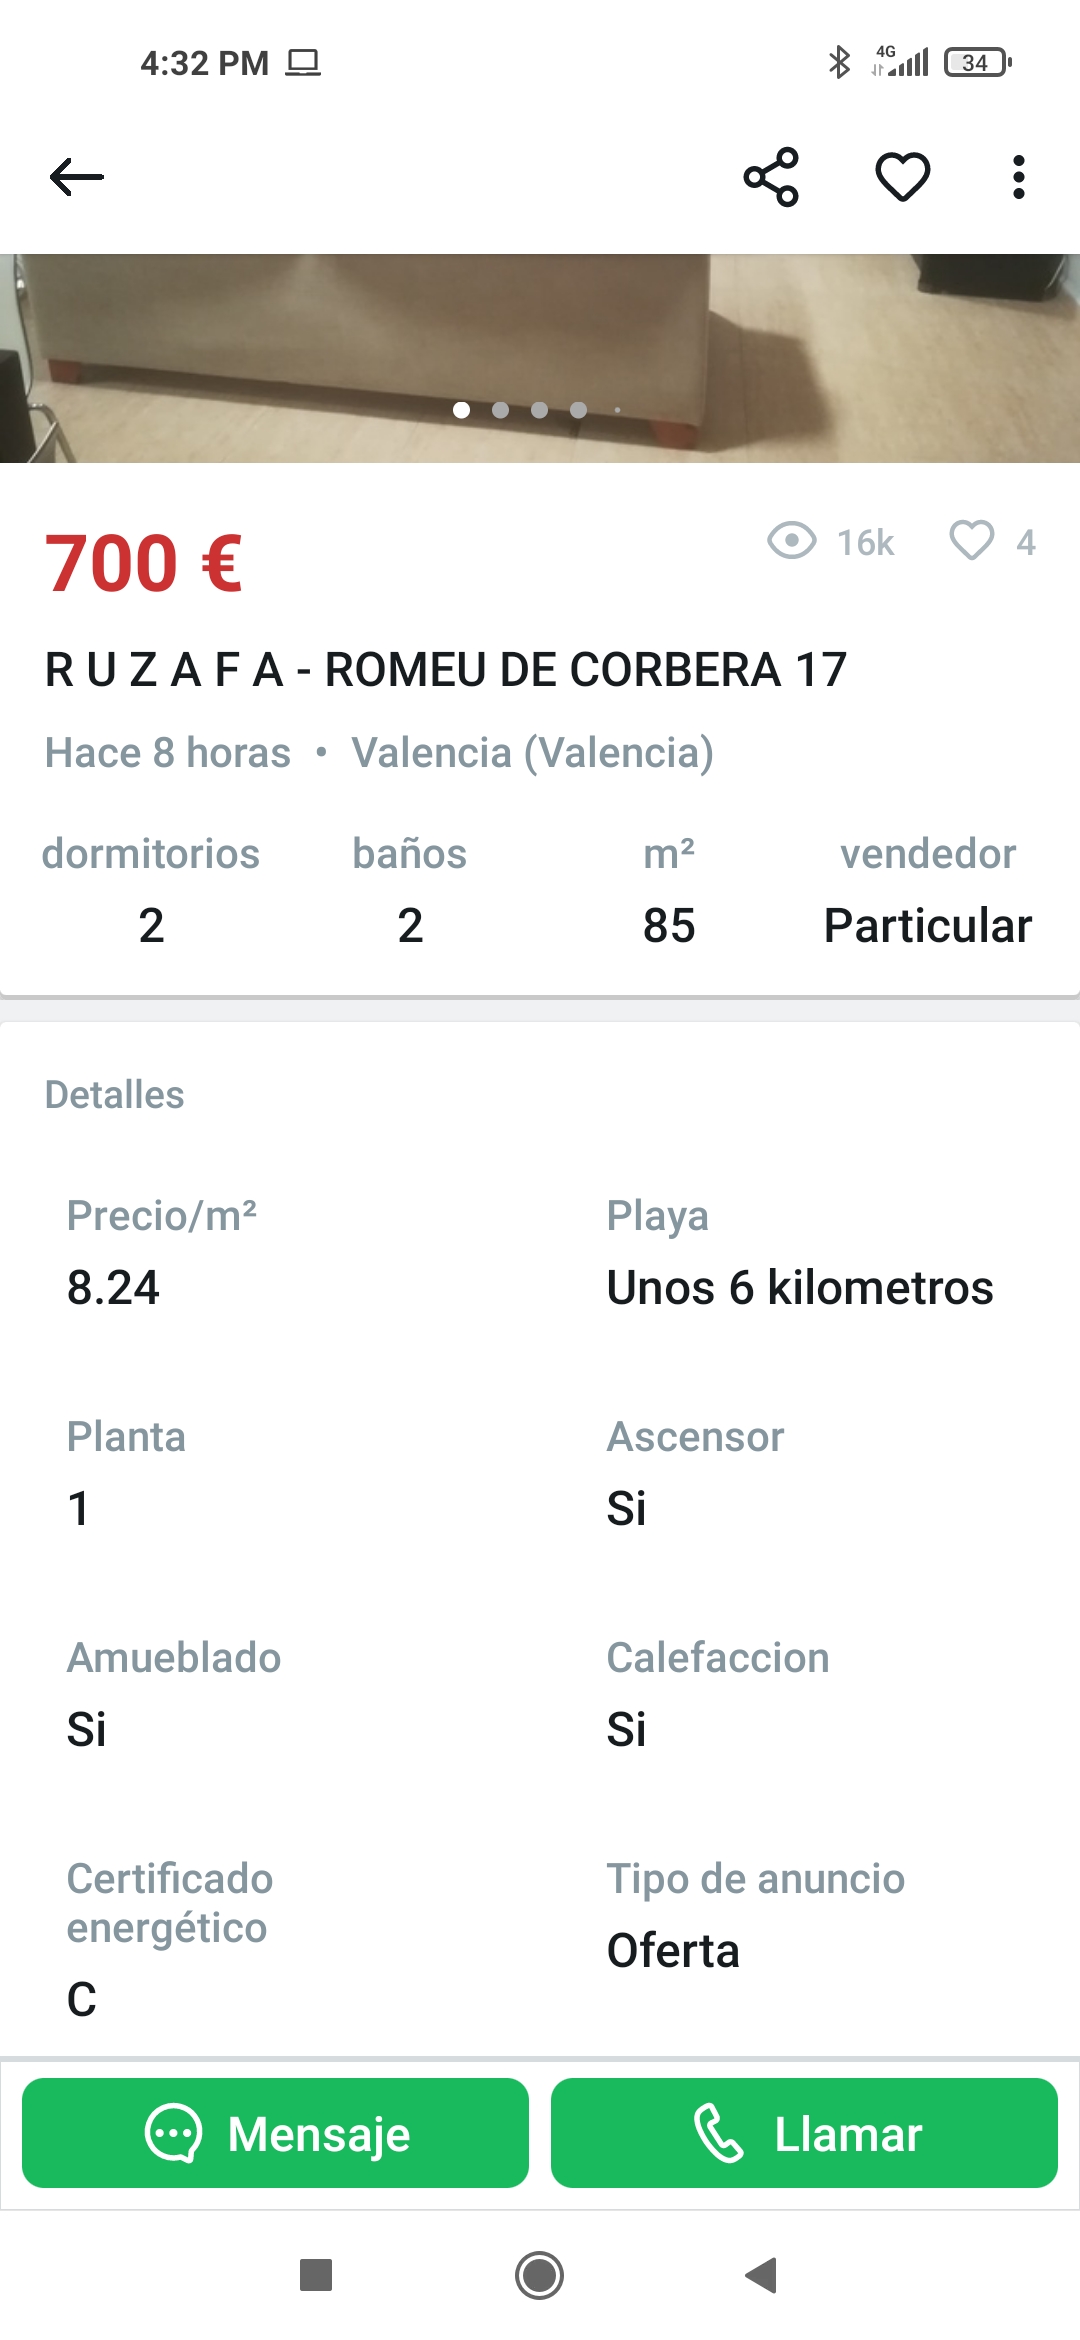 4:32 PM
4G
34
700 €
16k
4
R U Z A F A - ROMEU DE CORBERA 17
Hace 8 horas • Valencia (Valencia)
dormitorios baños m² vendedor
2 2 85 Particular
Detalles
Precio/m² Playa
8.24 Unos 6 kilometros
Planta Ascensor
1 Si
Amueblado Calefaccion
Si Si
Certificado
energético
C
Tipo de anuncio
Oferta
Mensaje Llamar